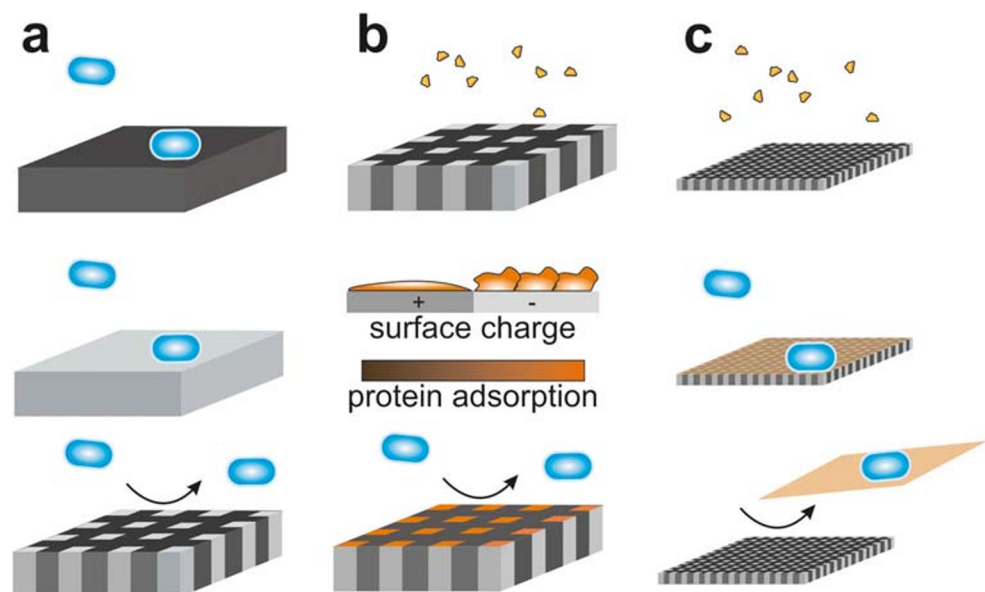 a
b
c
+ -
surface charge
protein adsorption